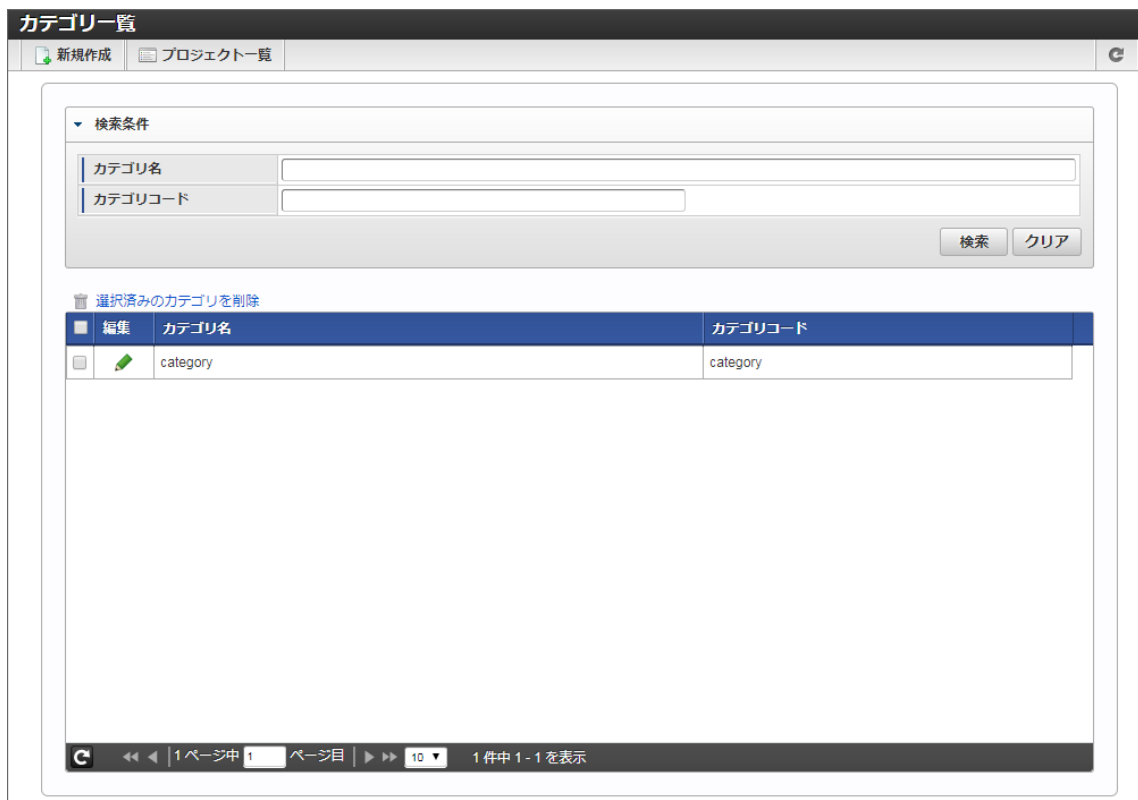 カテゴリ一覧
新規作成 プロジェクト一覧
検索条件
カテゴリ名
カテゴリコード
検索 クリア
選択済みのカテゴリを削除
編集 カテゴリ名 カテゴリコード
category category
1 ページ中 1 ページ目 10 1 件中 1 - 1 を表示